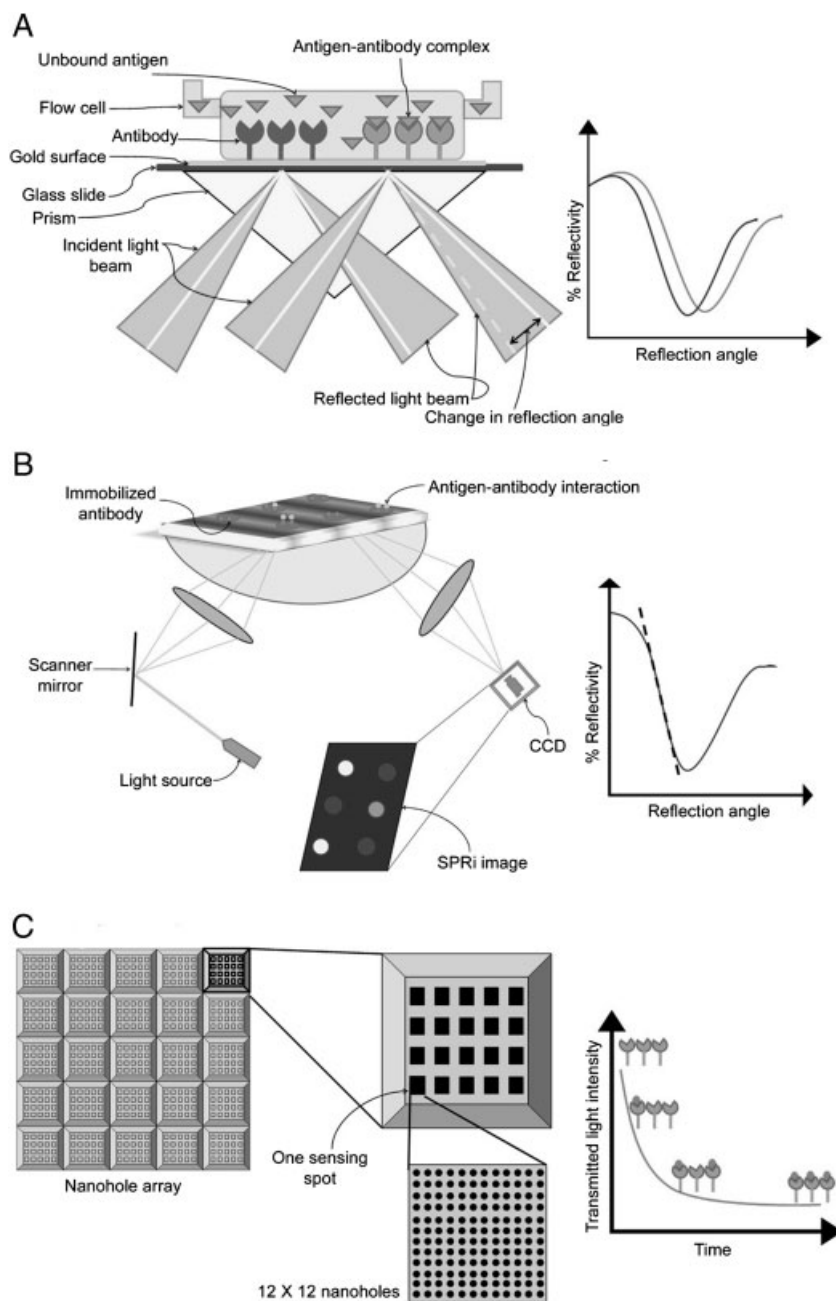 A
Unbound antigen
Antigen-antibody complex
Flow cell
Antibody
Gold surface
Glass slide
Prism
Incident light
beam
Reflected light beam
Change in reflection angle
% Reflectivity
Reflection angle
B
Immobilized
antibody
Antigen-antibody interaction
Scanner
mirror
Light source
CCD
SPRi image
% Reflectivity
Reflection angle
C
Nanohole array
One sensing
spot
12 X 12 nanoholes
Transmitted light intensity
Time